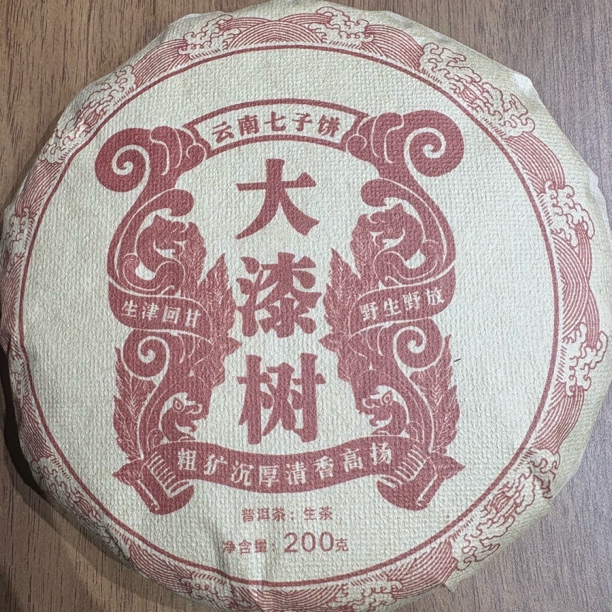 云南七子饼
大漆树
生津回甘
野生野放
粗犷沉厚清香高扬
普洱茶：生茶
净含量：200克